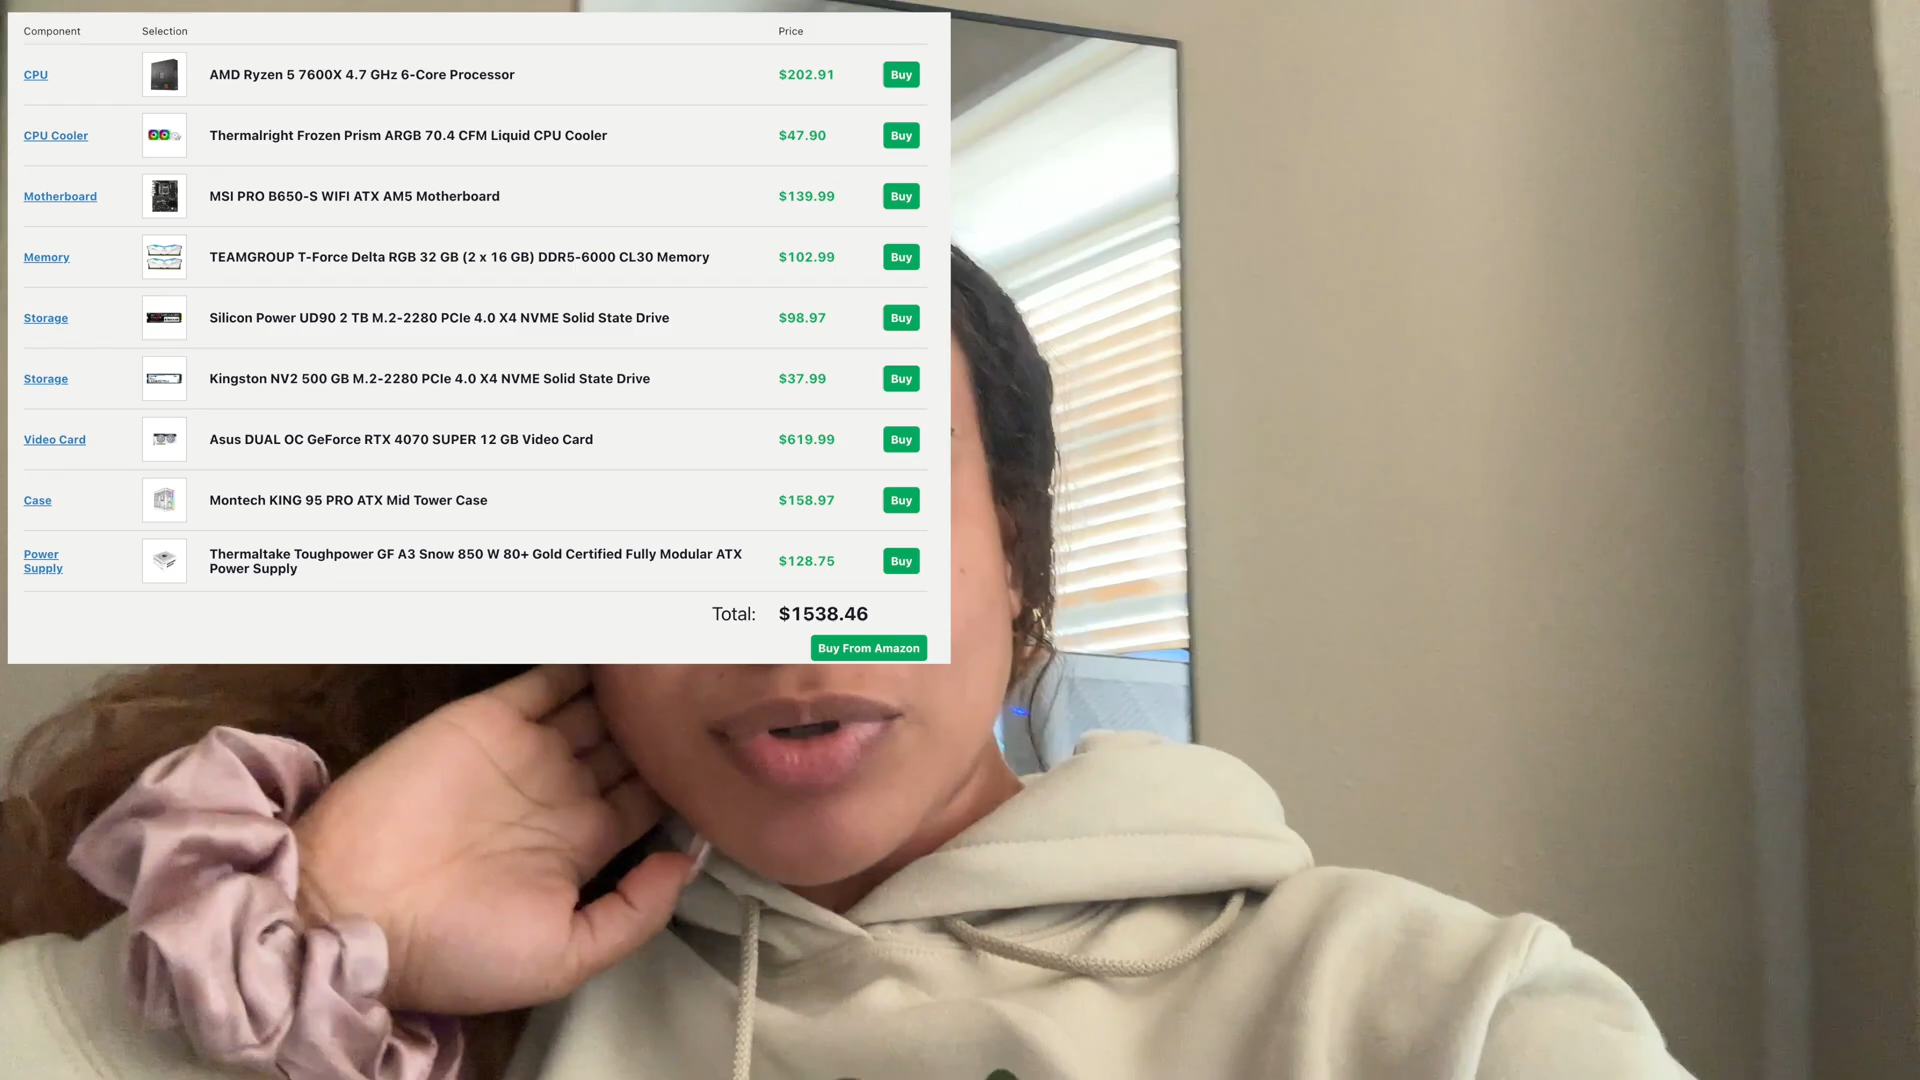 Component Selection Price
CPU AMD Ryzen 5 7600X 4.7 GHz 6-Core Processor $202.91 Buy
CPU Cooler Thermalright Frozen Prism ARGB 70.4 CFM Liquid CPU Cooler $47.90 Buy
Motherboard MSI PRO B650-S WIFI ATX AM5 Motherboard $139.99 Buy
Memory TEAMGROUP T-Force Delta RGB 32 GB (2 x 16 GB) DDR5-6000 CL30 Memory $102.99 Buy
Storage Silicon Power UD90 2 TB M.2-2280 PCIe 4.0 X4 NVME Solid State Drive $98.97 Buy
Storage Kingston NV2 500 GB M.2-2280 PCIe 4.0 X4 NVME Solid State Drive $37.99 Buy
Video Card Asus DUAL OC GeForce RTX 4070 SUPER 12 GB Video Card $619.99 Buy
Case Montech KING 95 PRO ATX Mid Tower Case $158.97 Buy
Power Supply Thermaltake Toughpower GF A3 Snow 850 W 80+ Gold Certified Fully Modular ATX Power Supply $128.75 Buy
Total: $1538.46
Buy From Amazon